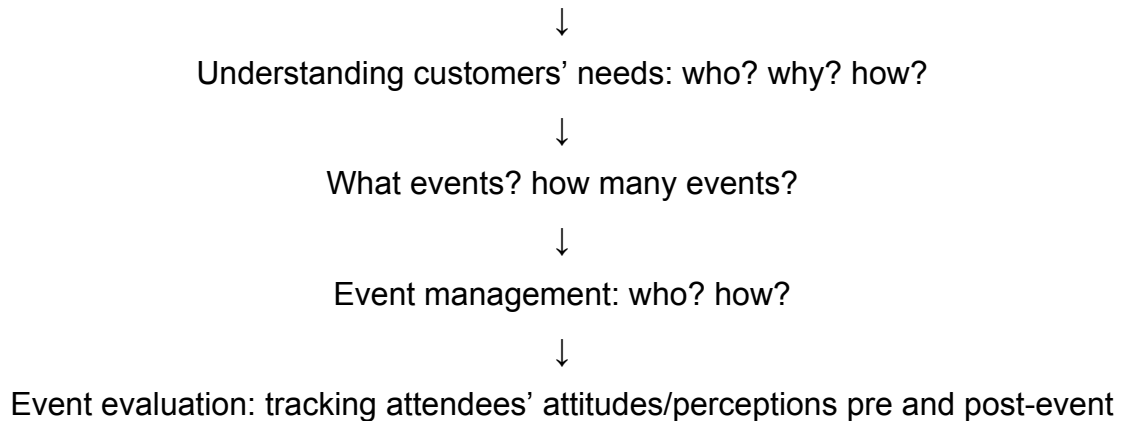 ↓
Understanding customers’ needs: who? why? how?
↓
What events? how many events?
↓
Event management: who? how?
↓
Event evaluation: tracking attendees’ attitudes/perceptions pre and post-event